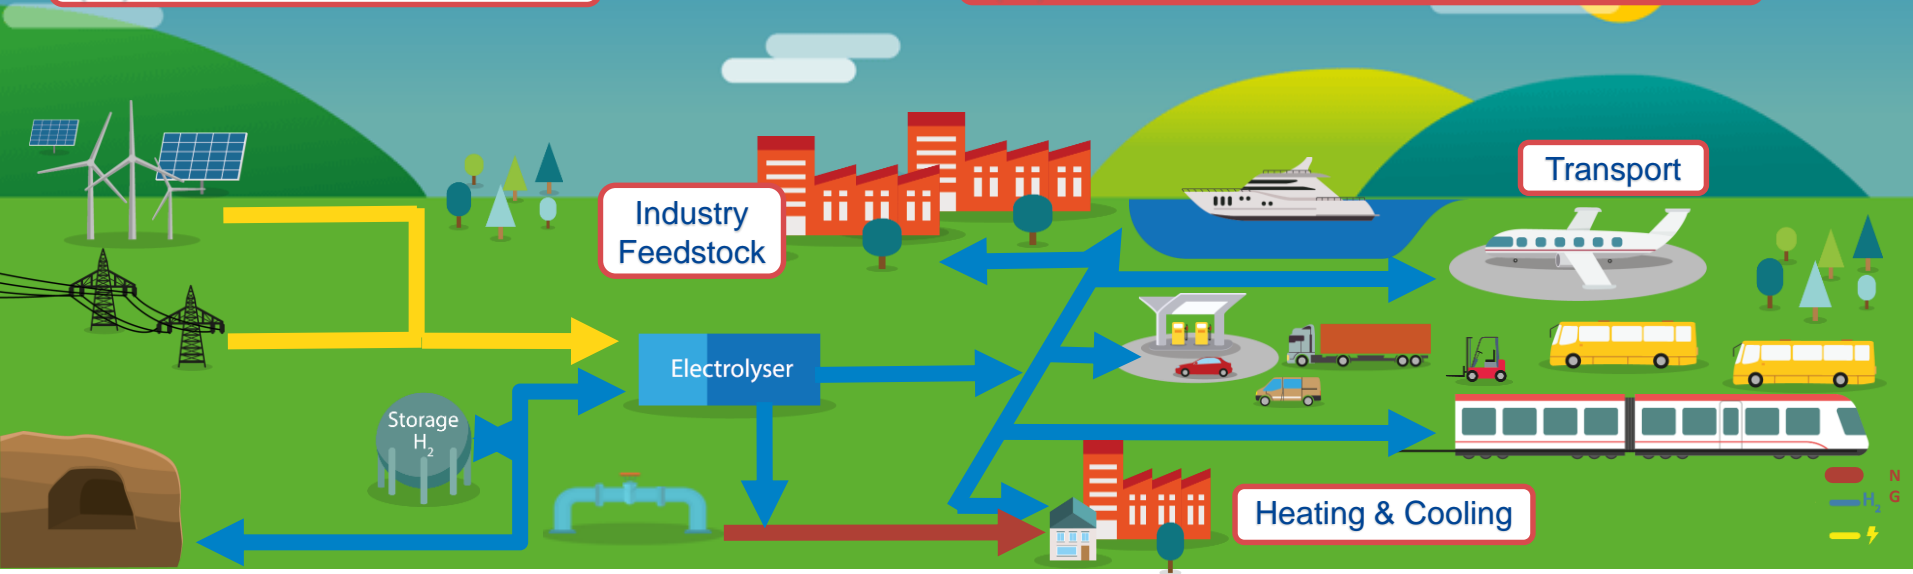 Transport
Industry
Feedstock
Electrolyser
Storage
H₂
Heating & Cooling
N
G
H₂